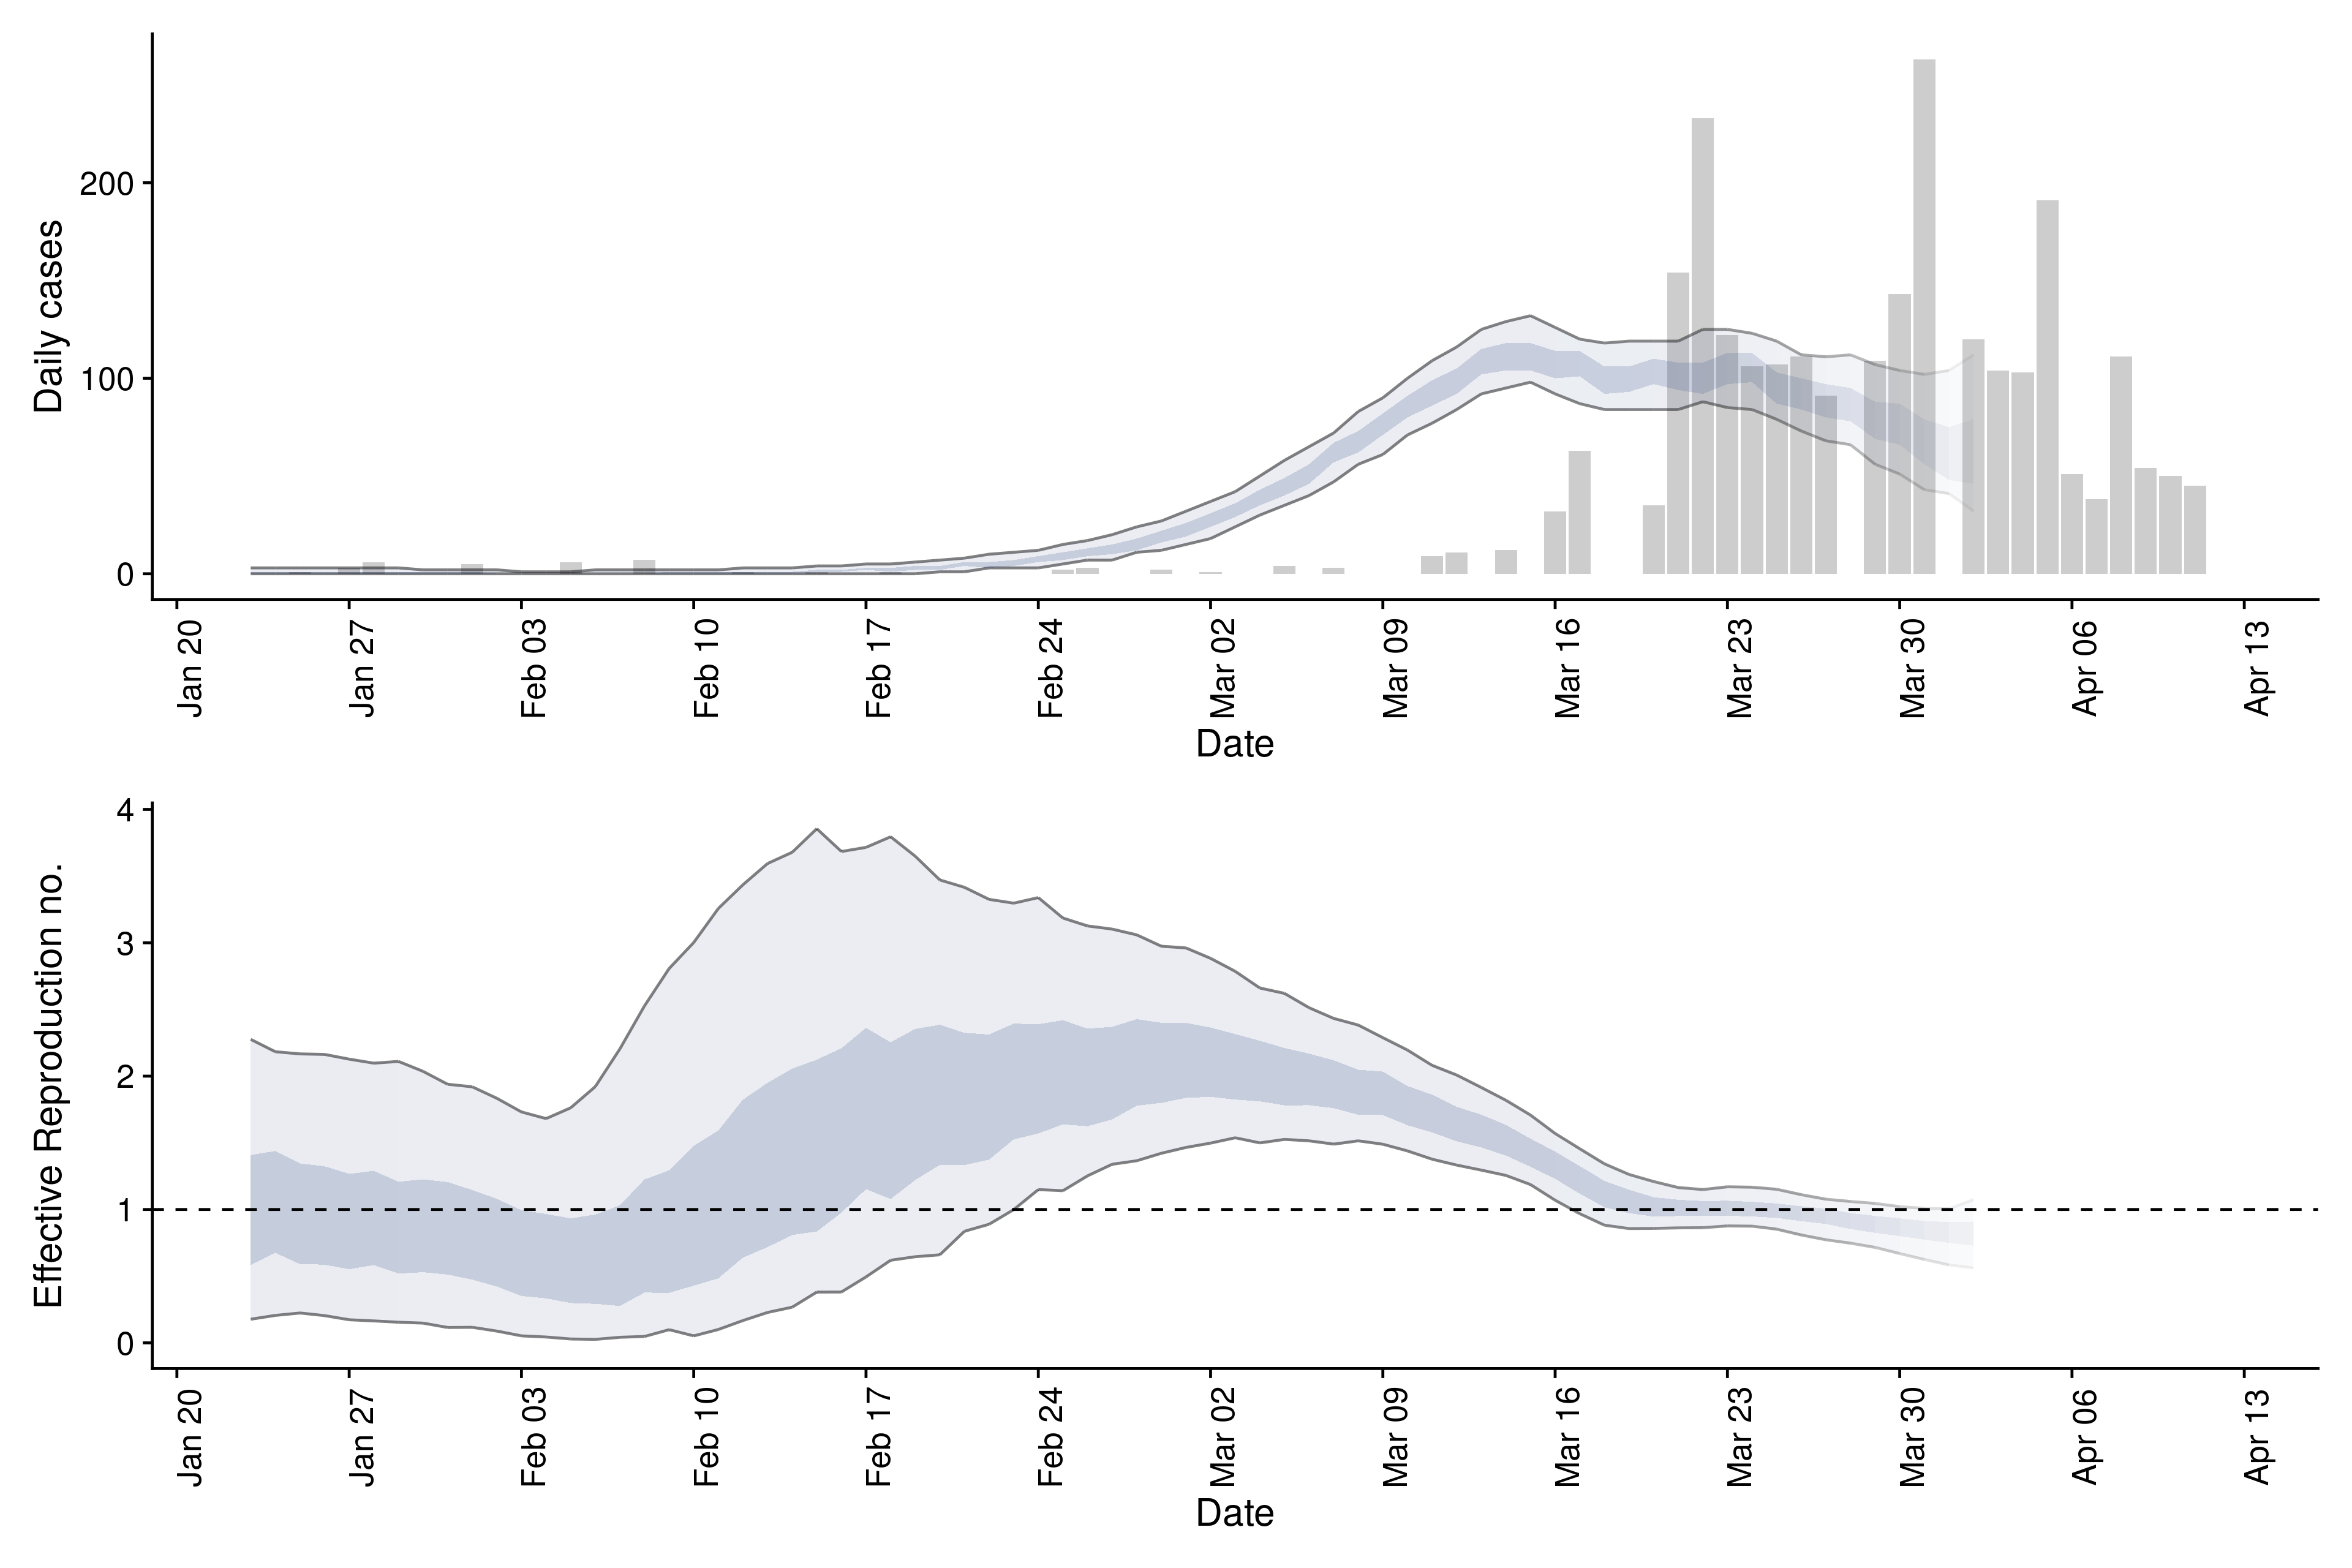 Daily cases
200
100
0
Jan 20
Jan 27
Feb 03
Feb 10
Feb 17
Feb 24
Mar 02
Mar 09
Mar 16
Mar 23
Mar 30
Apr 06
Apr 13
Date
Effective Reproduction no.
4
3
2
1
0
Jan 20
Jan 27
Feb 03
Feb 10
Feb 17
Feb 24
Mar 02
Mar 09
Mar 16
Mar 23
Mar 30
Apr 06
Apr 13
Date